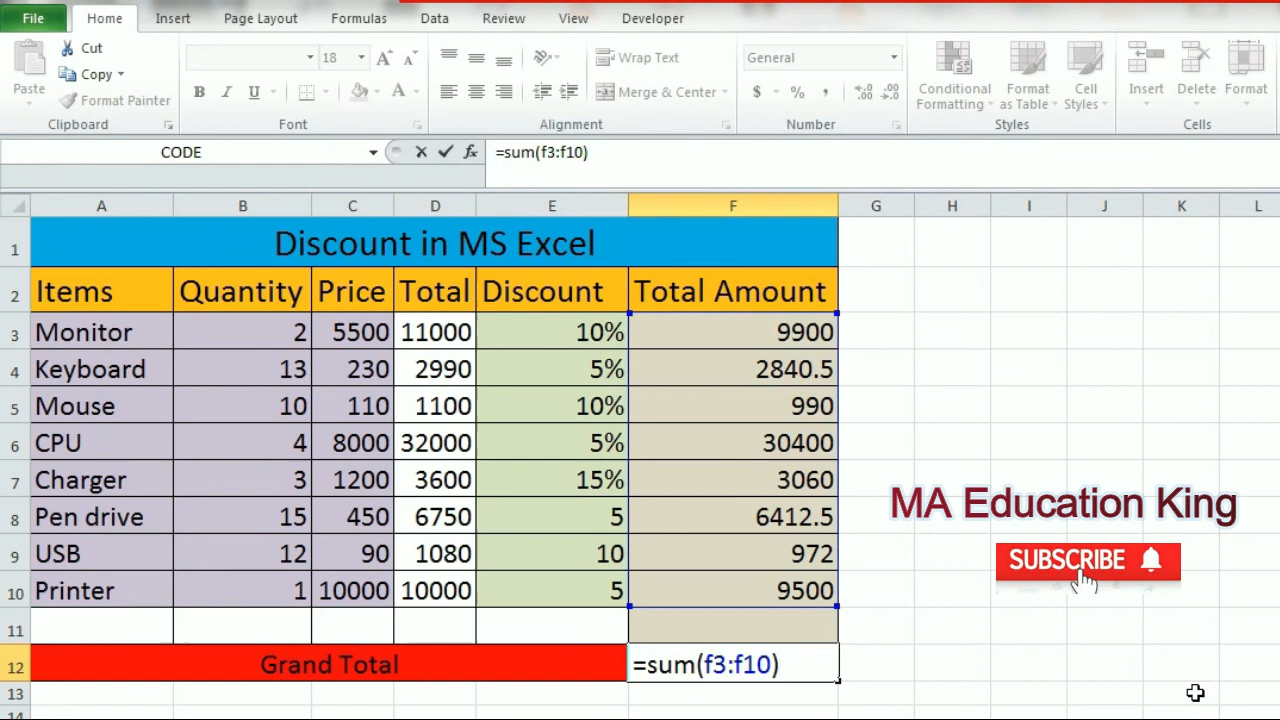 File Home Insert Page Layout Formulas Data Review View Developer
Cut
Copy
Format Painter
Paste
18
Wrap Text
Merge & Center
General
Conditional Formatting
Format as Table
Cell Styles
Insert Delete Format
Clipboard Font Alignment Number Styles Cells
CODE fx =sum(f3:f10)
A B C D E F G H I J K L
1 Discount in MS Excel
2 Items Quantity Price Total Discount Total Amount
3 Monitor 2 5500 11000 10% 9900
4 Keyboard 13 230 2990 5% 2840.5
5 Mouse 10 110 1100 10% 990
6 CPU 4 8000 32000 5% 30400
7 Charger 3 1200 3600 15% 3060
8 Pen drive 15 450 6750 5 6412.5
9 USB 12 90 1080 10 972
10 Printer 1 10000 10000 5 9500
11
12 Grand Total =sum(f3:f10)
13
14
MA Education King
SUBSCRIBE